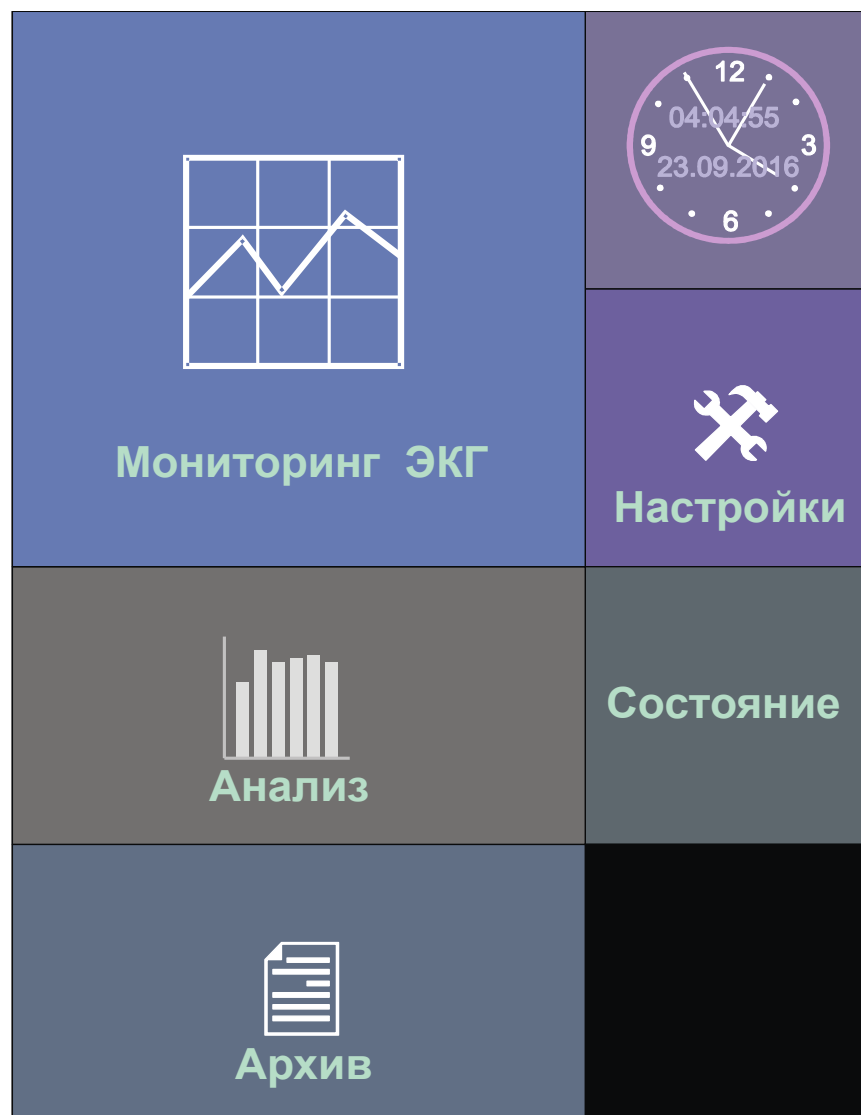 12
04:04:55
9
3
23.09.2016
6
Мониторинг ЭКГ
Настройки
Состояние
Анализ
Архив